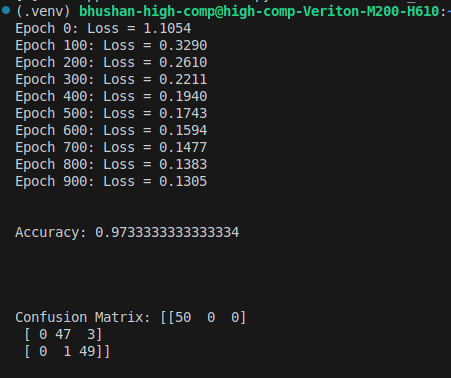 (.venv) bhushan-high-comp@high-comp-Veriton-M200-H610:~
Epoch 0: Loss = 1.1054
Epoch 100: Loss = 0.3290
Epoch 200: Loss = 0.2610
Epoch 300: Loss = 0.2211
Epoch 400: Loss = 0.1940
Epoch 500: Loss = 0.1743
Epoch 600: Loss = 0.1594
Epoch 700: Loss = 0.1477
Epoch 800: Loss = 0.1383
Epoch 900: Loss = 0.1305
Accuracy: 0.9733333333333334
Confusion Matrix: [[50  0  0]
 [ 0 47  3]
 [ 0  1 49]]